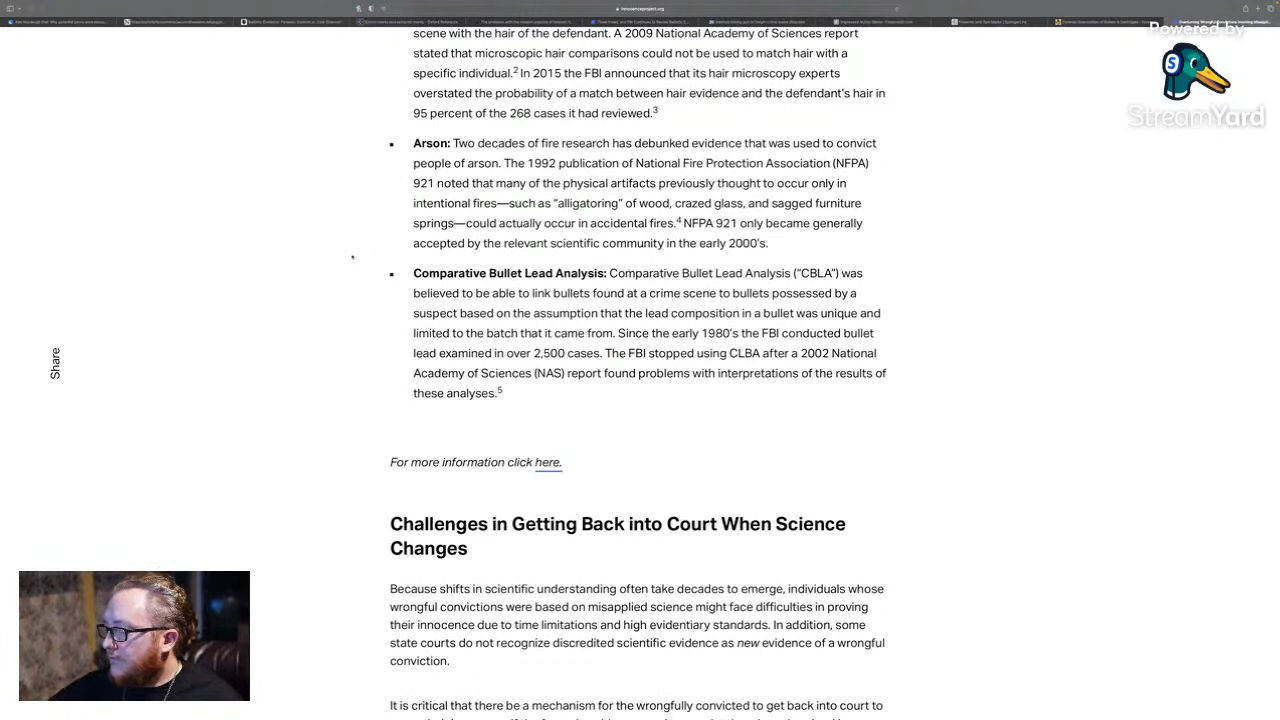 innocenceproject.org
Powered by
StreamYard
scene with the hair of the defendant. A 2009 National Academy of Sciences report
stated that microscopic hair comparisons could not be used to match hair with a
specific individual.2 In 2015 the FBI announced that its hair microscopy experts
overstated the probability of a match between hair evidence and the defendant's hair in
95 percent of the 268 cases it had reviewed.3
▪ Arson: Two decades of fire research has debunked evidence that was used to convict
people of arson. The 1992 publication of National Fire Protection Association (NFPA)
921 noted that many of the physical artifacts previously thought to occur only in
intentional fires—such as “alligatoring” of wood, crazed glass, and sagged furniture
springs—could actually occur in accidental fires.4 NFPA 921 only became generally
accepted by the relevant scientific community in the early 2000's.
▪ Comparative Bullet Lead Analysis: Comparative Bullet Lead Analysis (“CBLA”) was
believed to be able to link bullets found at a crime scene to bullets possessed by a
suspect based on the assumption that the lead composition in a bullet was unique and
limited to the batch that it came from. Since the early 1980's the FBI conducted bullet
lead examined in over 2,500 cases. The FBI stopped using CLBA after a 2002 National
Academy of Sciences (NAS) report found problems with interpretations of the results of
these analyses.5
Share
For more information click here.
Challenges in Getting Back into Court When Science
Changes
Because shifts in scientific understanding often take decades to emerge, individuals whose
wrongful convictions were based on misapplied science might face difficulties in proving
their innocence due to time limitations and high evidentiary standards. In addition, some
state courts do not recognize discredited scientific evidence as new evidence of a wrongful
conviction.
It is critical that there be a mechanism for the wrongfully convicted to get back into court to